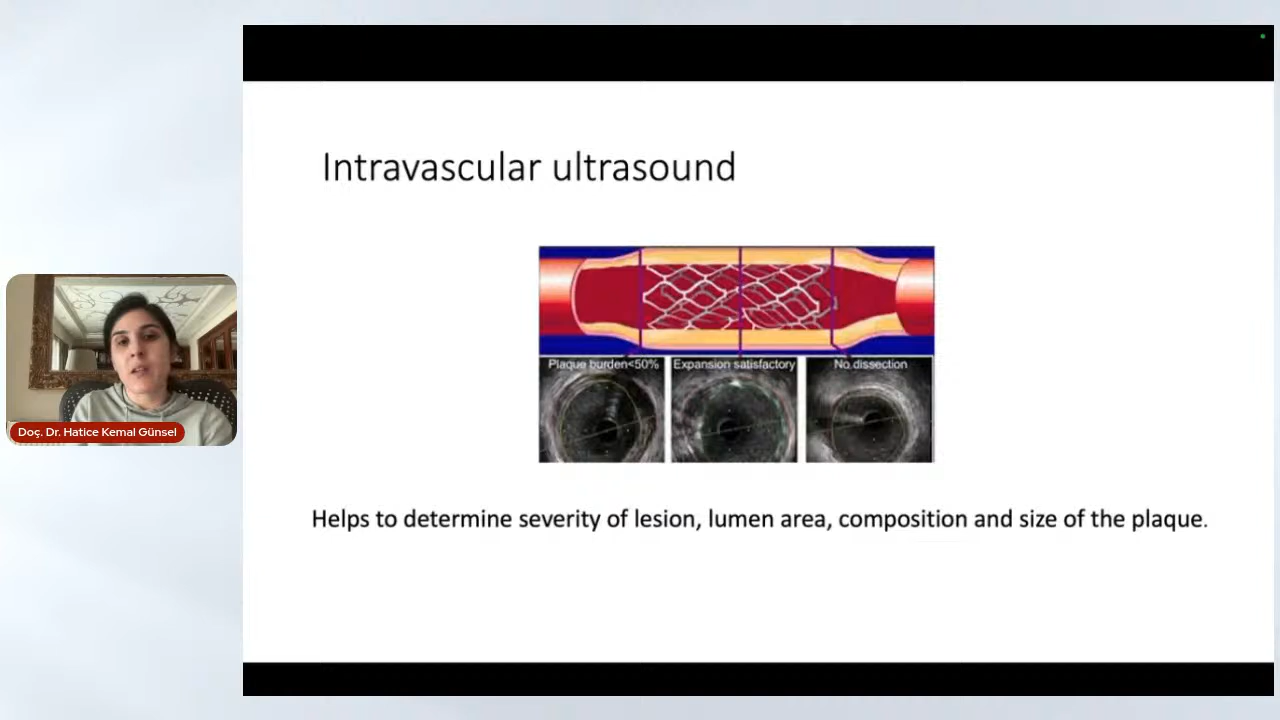 Intravascular ultrasound
Plaque burden<50% Expansion satisfactory No dissection
Doç. Dr. Hatice Kemal Günsel
Helps to determine severity of lesion, lumen area, composition and size of the plaque.